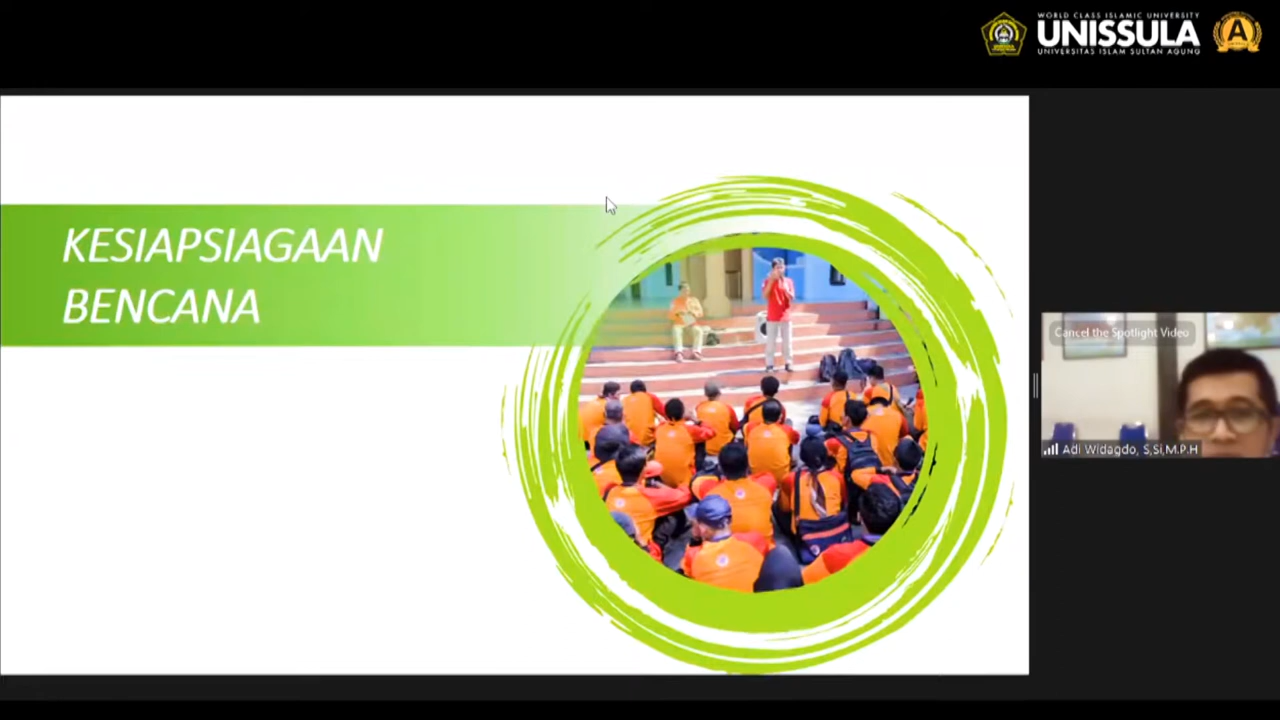 WORLD CLASS ISLAMIC UNIVERSITY
UNISSULA
UNIVERSITAS ISLAM SULTAN AGUNG
A
KESIAPSIAGAAN
BENCANA
Cancel the Spotlight Video
Adi Widagdo, S,Si,M.P.H